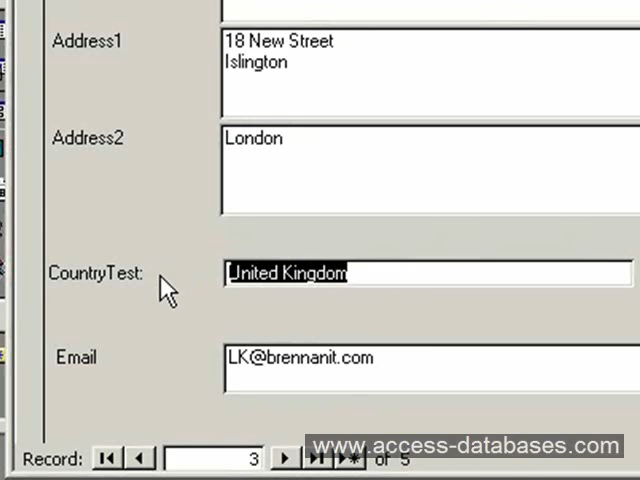 Address1
18 New Street
Islington
Address2
London
CountryTest:
United Kingdom
Email
LK@brennanit.com
Record: 3 of 5
www.access-databases.com